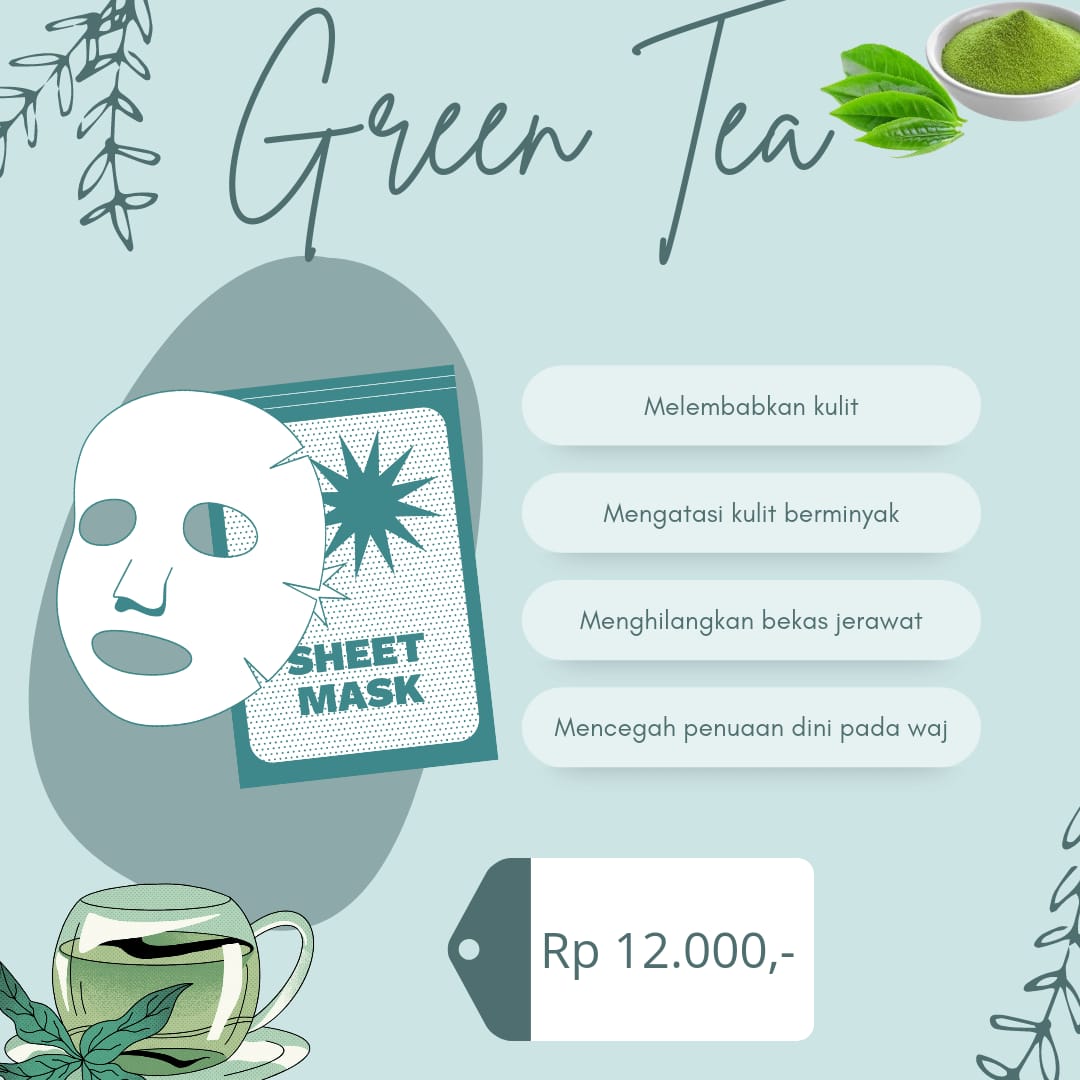 Green Tea
Melembabkan kulit
Mengatasi kulit berminyak
Menghilangkan bekas jerawat
Mencegah penuaan dini pada waj
SHEET
MASK
Rp 12.000,-